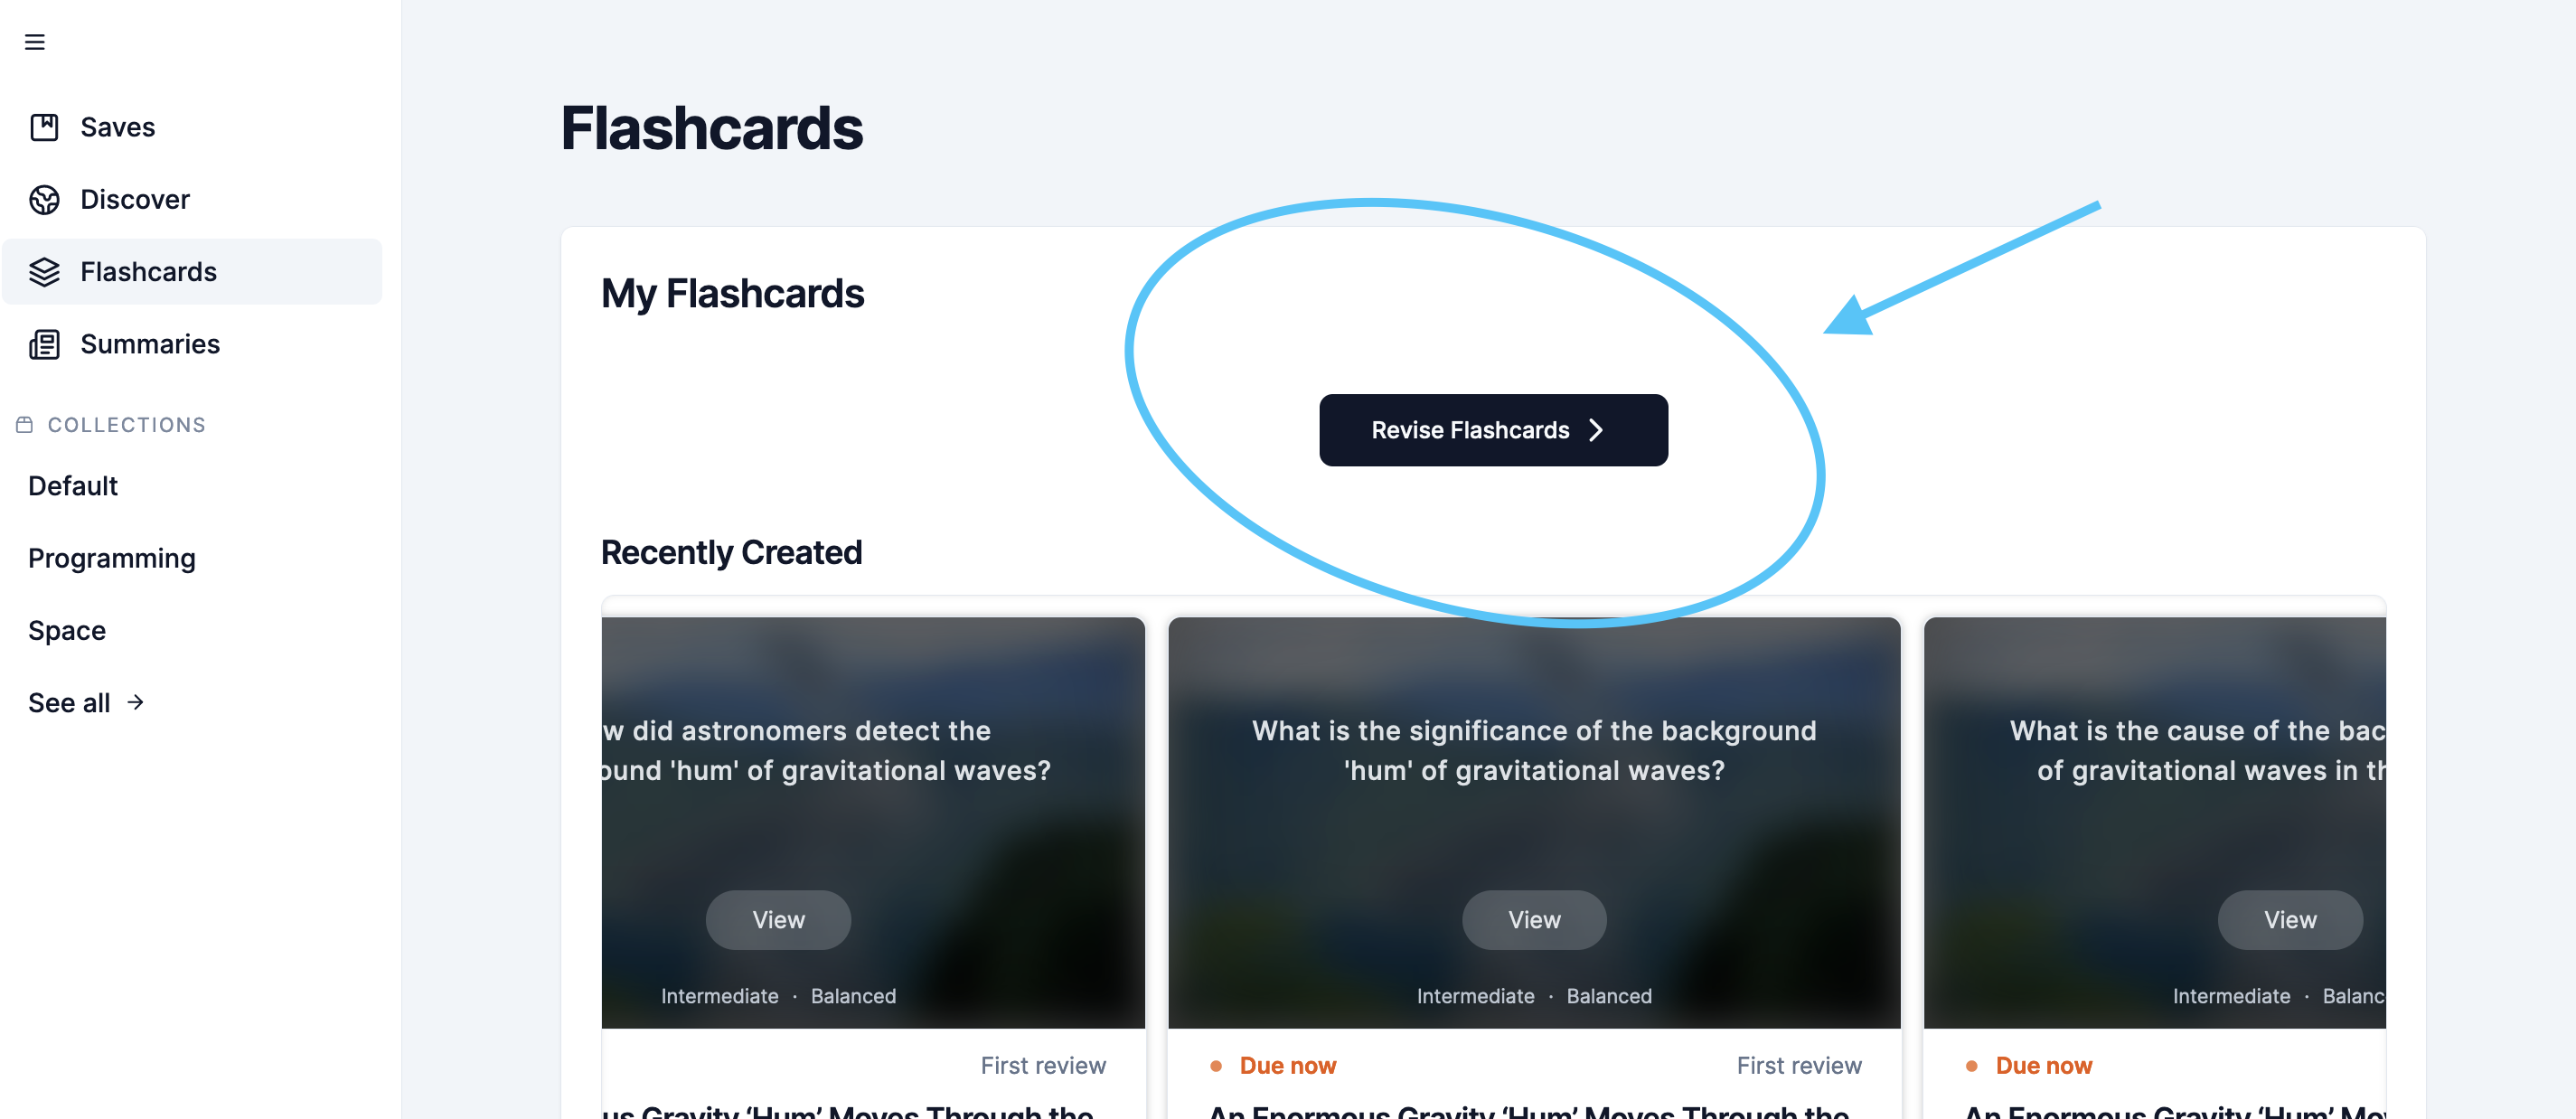 Saves
Discover
Flashcards
Summaries
COLLECTIONS
Default
Programming
Space
See all
Flashcards
My Flashcards
Revise Flashcards
Recently Created
w did astronomers detect the
ound 'hum' of gravitational waves?
View
Intermediate · Balanced
First review
us Gravity ‘Hum’ Moves Through the
What is the significance of the background
'hum' of gravitational waves?
View
Intermediate · Balanced
Due now
First review
An Enormous Gravity ‘Hum’ Moves Through the
What is the cause of the bac
of gravitational waves in th
View
Intermediate · Balanc
Due now
An Enormous Gravity ‘Hum’ Mo